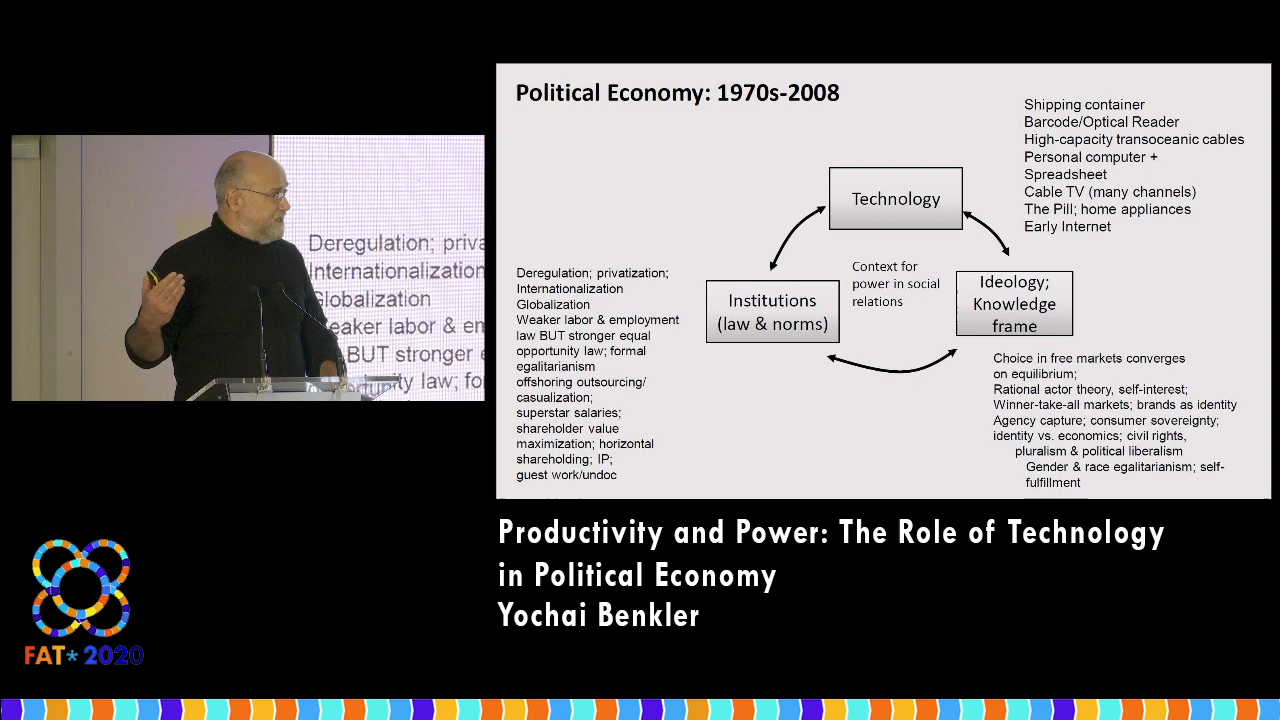 Political Economy: 1970s-2008
Shipping container
Barcode/Optical Reader
High-capacity transoceanic cables
Personal computer +
Spreadsheet
Cable TV (many channels)
The Pill; home appliances
Early Internet
Technology
Context for
power in social
relations
Institutions
(law & norms)
Ideology;
Knowledge
frame
Deregulation; privatization;
Internationalization
Globalization
Weaker labor & employment
law BUT stronger equal
opportunity law; formal
egalitarianism
offshoring outsourcing/
casualization;
superstar salaries;
shareholder value
maximization; horizontal
shareholding; IP;
guest work/undoc
Choice in free markets converges
on equilibrium;
Rational actor theory, self-interest;
Winner-take-all markets; brands as identity
Agency capture; consumer sovereignty;
identity vs. economics; civil rights,
pluralism & political liberalism
Gender & race egalitarianism; self-
fulfillment
Deregulation;
Internationalization
Globalization
labor &
BUT stronger
law;
Productivity and Power: The Role of Technology
in Political Economy
Yochai Benkler
FAT* 2020